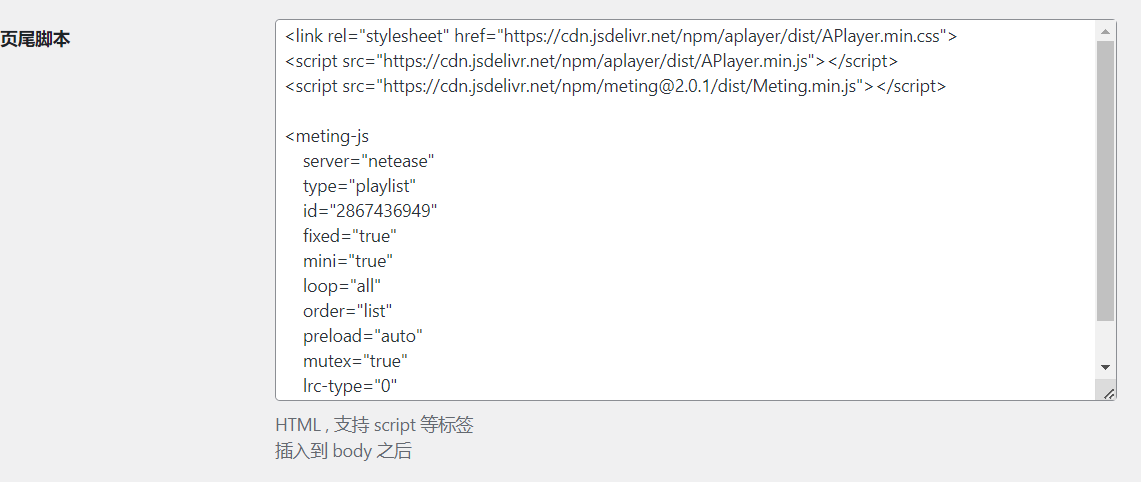 页尾脚本
<link rel="stylesheet" href="https://cdn.jsdelivr.net/npm/aplayer/dist/APlayer.min.css">
<script src="https://cdn.jsdelivr.net/npm/aplayer/dist/APlayer.min.js"></script>
<script src="https://cdn.jsdelivr.net/npm/meting@2.0.1/dist/Meting.min.js"></script>
<meting-js
server="netease"
type="playlist"
id="2867436949"
fixed="true"
mini="true"
loop="all"
order="list"
preload="auto"
mutex="true"
lrc-type="0"
HTML , 支持 script 等标签
插入到 body 之后